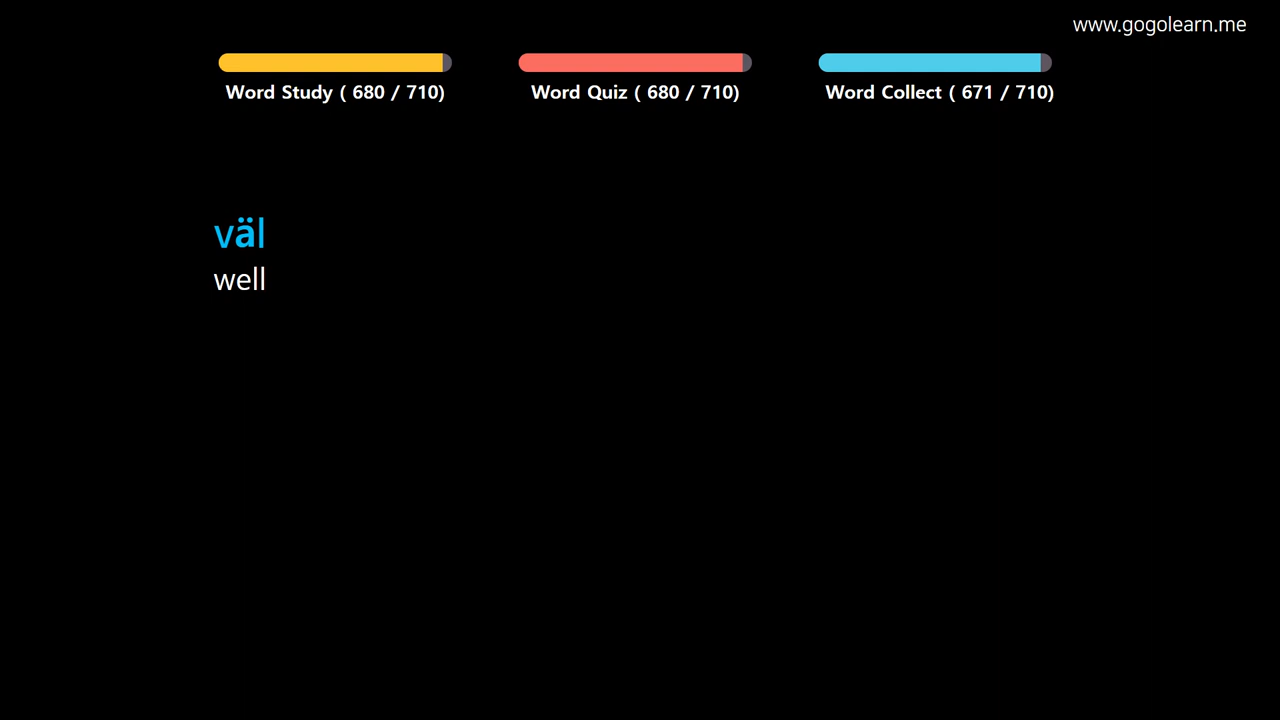 www.gogolearn.me
Word Study ( 680 / 710)
Word Quiz ( 680 / 710)
Word Collect ( 671 / 710)
väl
well